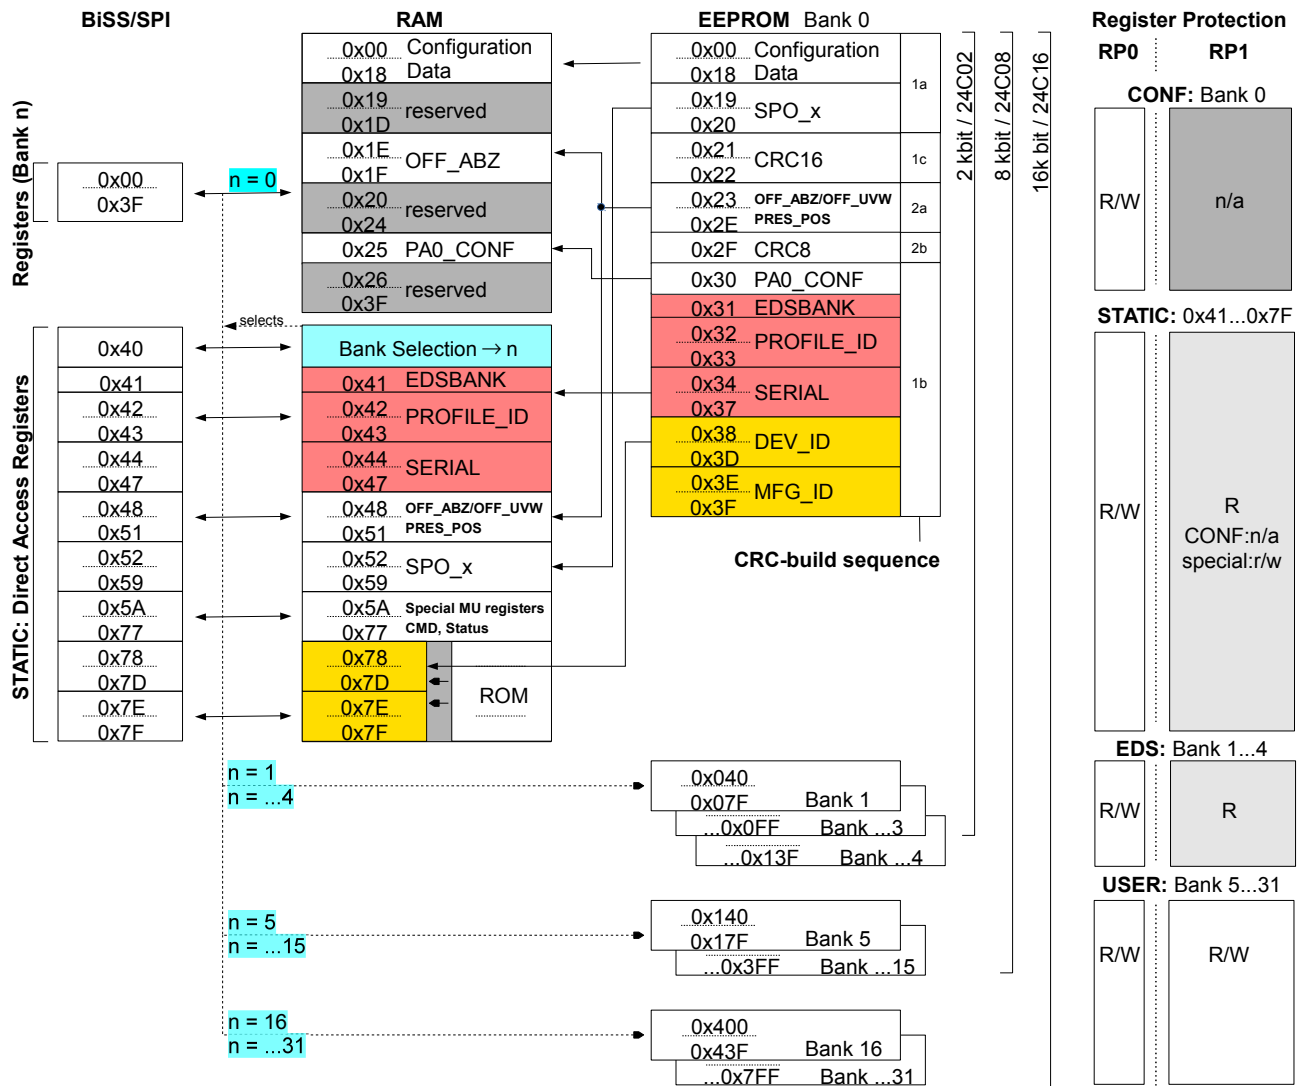 BiSS/SPI
RAM
EEPROM Bank 0
Register Protection
RP0
RP1
Registers (Bank n)
0x00
0x3F
n = 0
STATIC: Direct Access Registers
0x40
0x41
0x42
0x43
0x44
0x47
0x48
0x51
0x52
0x59
0x5A
0x77
0x78
0x7D
0x7E
0x7F
selects
0x00 Configuration
0x18 Data
0x19
reserved
0x1D
0x1E
OFF_ABZ
0x1F
0x20
reserved
0x24
0x25 PA0_CONF
0x26
reserved
0x3F
Bank Selection → n
0x41 EDSBANK
0x42
PROFILE_ID
0x43
0x44
SERIAL
0x47
0x48 OFF_ABZ/OFF_UVW
0x51 PRES_POS
0x52
SPO_x
0x59
0x5A Special MU registers
0x77 CMD, Status
0x78
0x7D
0x7E
0x7F
ROM
0x00 Configuration
0x18 Data
0x19
SPO_x
0x20
0x21
CRC16
0x22
0x23 OFF_ABZ/OFF_UVW
0x2E PRES_POS
0x2F CRC8
0x30 PA0_CONF
0x31 EDSBANK
0x32
PROFILE_ID
0x33
0x34
SERIAL
0x37
0x38
DEV_ID
0x3D
0x3E
MFG_ID
0x3F
1a
1c
2a
2b
1b
CRC-build sequence
2 kbit / 24C02
8 kbit / 24C08
16k bit / 24C16
n = 1
n = ...4
0x040
0x07F Bank 1
...0x0FF Bank ...3
...0x13F Bank ...4
n = 5
n = ...15
0x140
0x17F Bank 5
...0x3FF Bank ...15
n = 16
n = ...31
0x400
0x43F Bank 16
...0x7FF Bank ...31
CONF: Bank 0
R/W
n/a
STATIC: 0x41...0x7F
R/W
R
CONF:n/a
special:r/w
EDS: Bank 1...4
R/W
R
USER: Bank 5...31
R/W
R/W